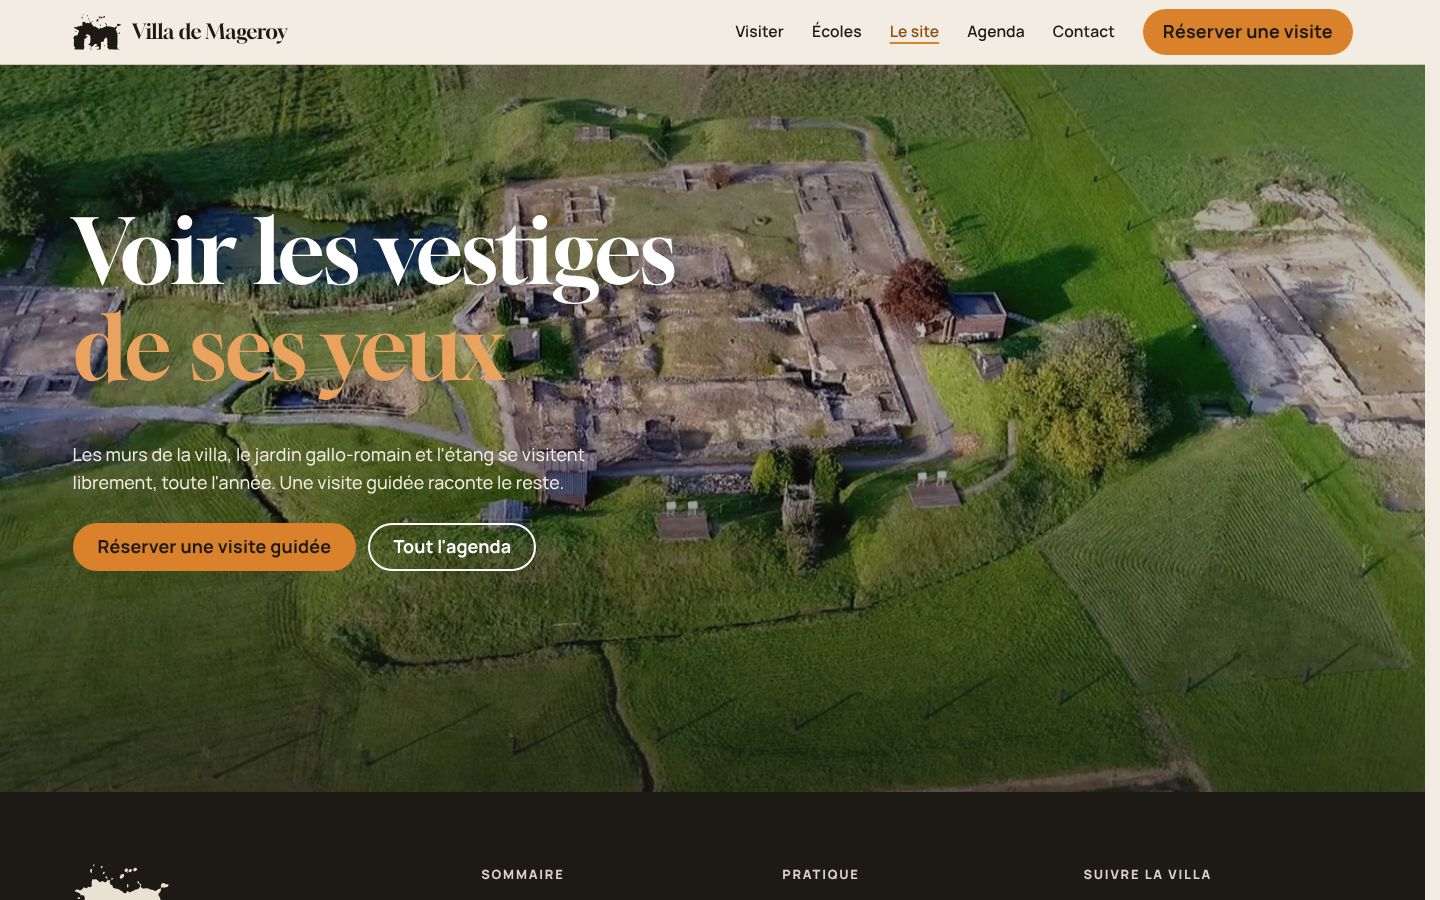 Villa de Mageroy
Visiter
Écoles
Le site
Agenda
Contact
Réserver une visite
Voir les vestiges
de ses yeux
Les murs de la villa, le jardin gallo-romain et l'étang se visitent
librement, toute l'année. Une visite guidée raconte le reste.
Réserver une visite guidée
Tout l'agenda
SOMMAIRE
PRATIQUE
SUIVRE LA VILLA